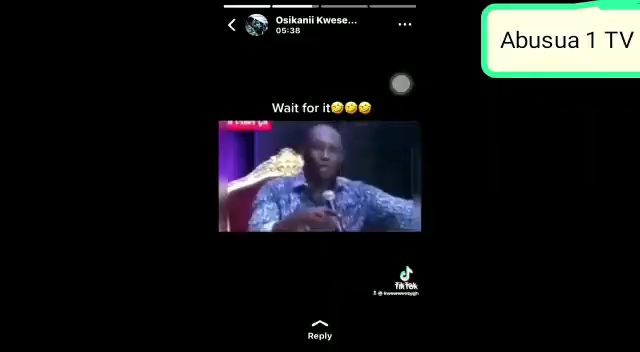 Osikanii Kwese...
05:38
Abusua 1 TV
Wait for it🤣🤣🤣
TikTok
Reply